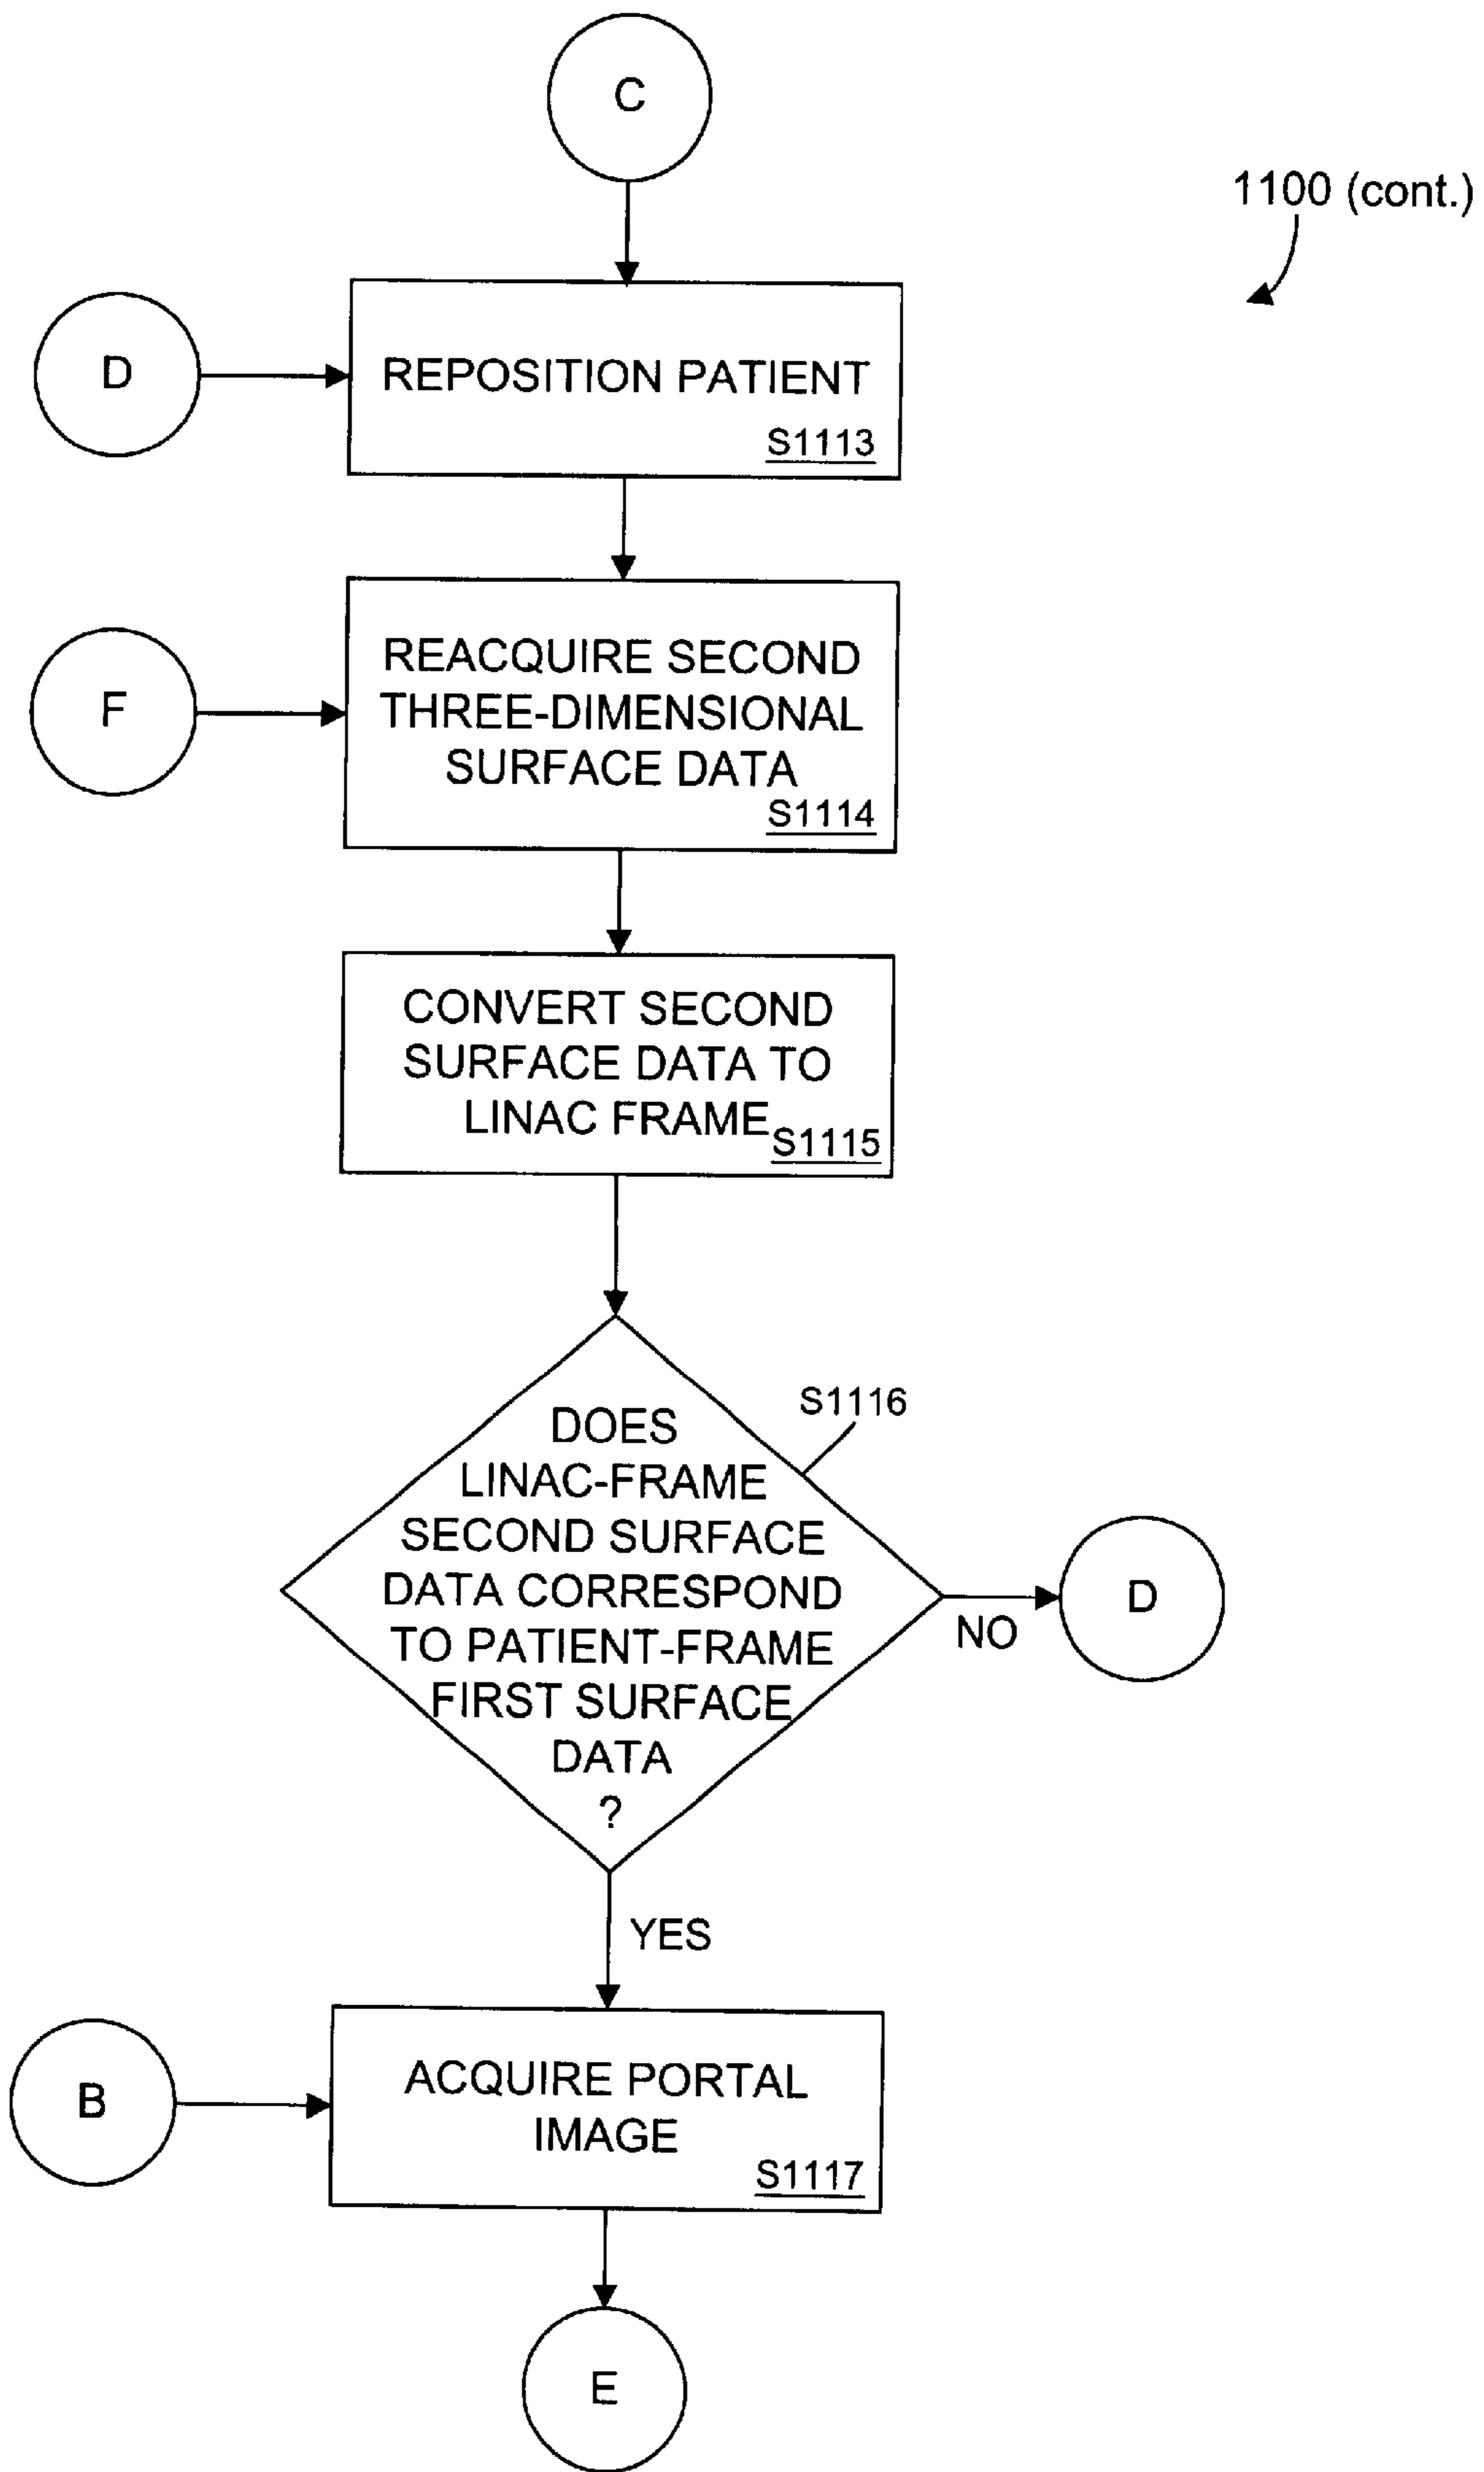 C
1100 (cont.)
D
REPOSITION PATIENT
S1113
F
REACQUIRE SECOND
THREE-DIMENSIONAL
SURFACE DATA
S1114
CONVERT SECOND
SURFACE DATA TO
LINAC FRAME
S1115
S1116
DOES
LINAC-FRAME
SECOND SURFACE
DATA CORRESPOND
TO PATIENT-FRAME
FIRST SURFACE
DATA
?
NO
D
YES
B
ACQUIRE PORTAL
IMAGE
S1117
E